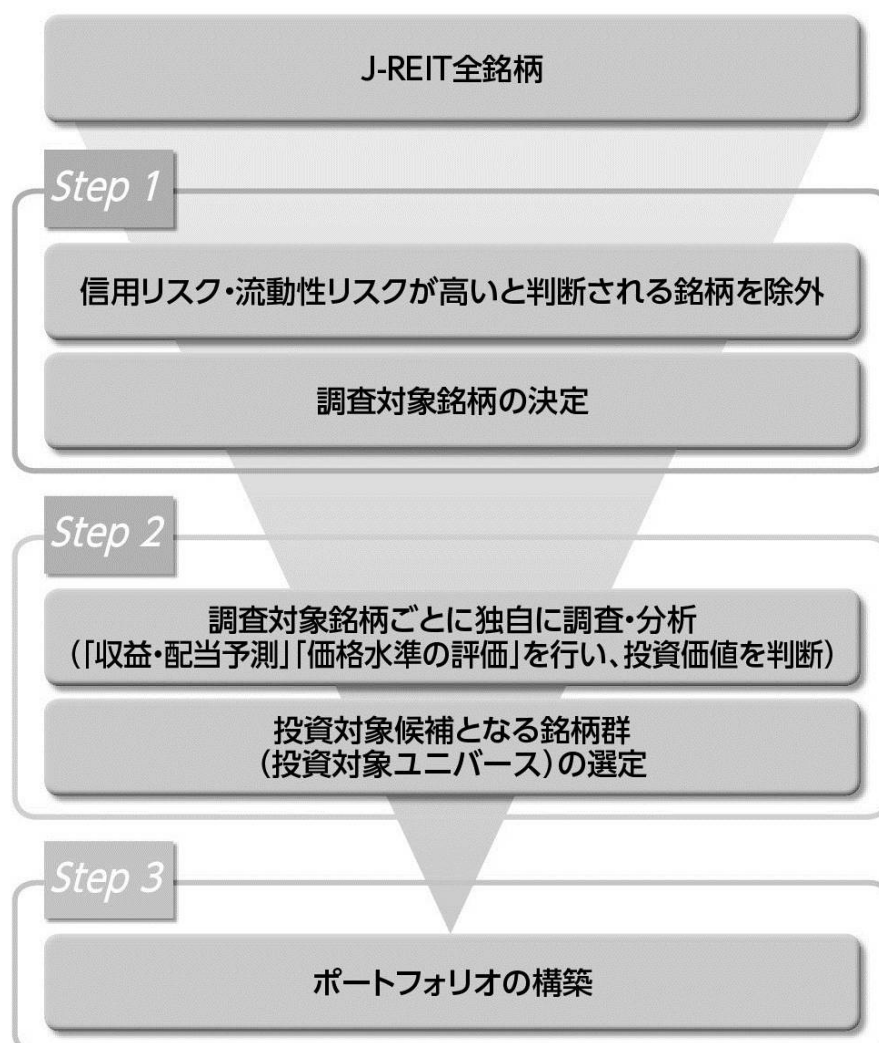 J-REIT全銘柄
Step 1
信用リスク・流動性リスクが高いと判断される銘柄を除外
調査対象銘柄の決定
Step 2
調査対象銘柄ごとに独自に調査・分析
(「収益・配当予測」「価格水準の評価」を行い、投資価値を判断)
投資対象候補となる銘柄群
(投資対象ユニバース)の選定
Step 3
ポートフォリオの構築